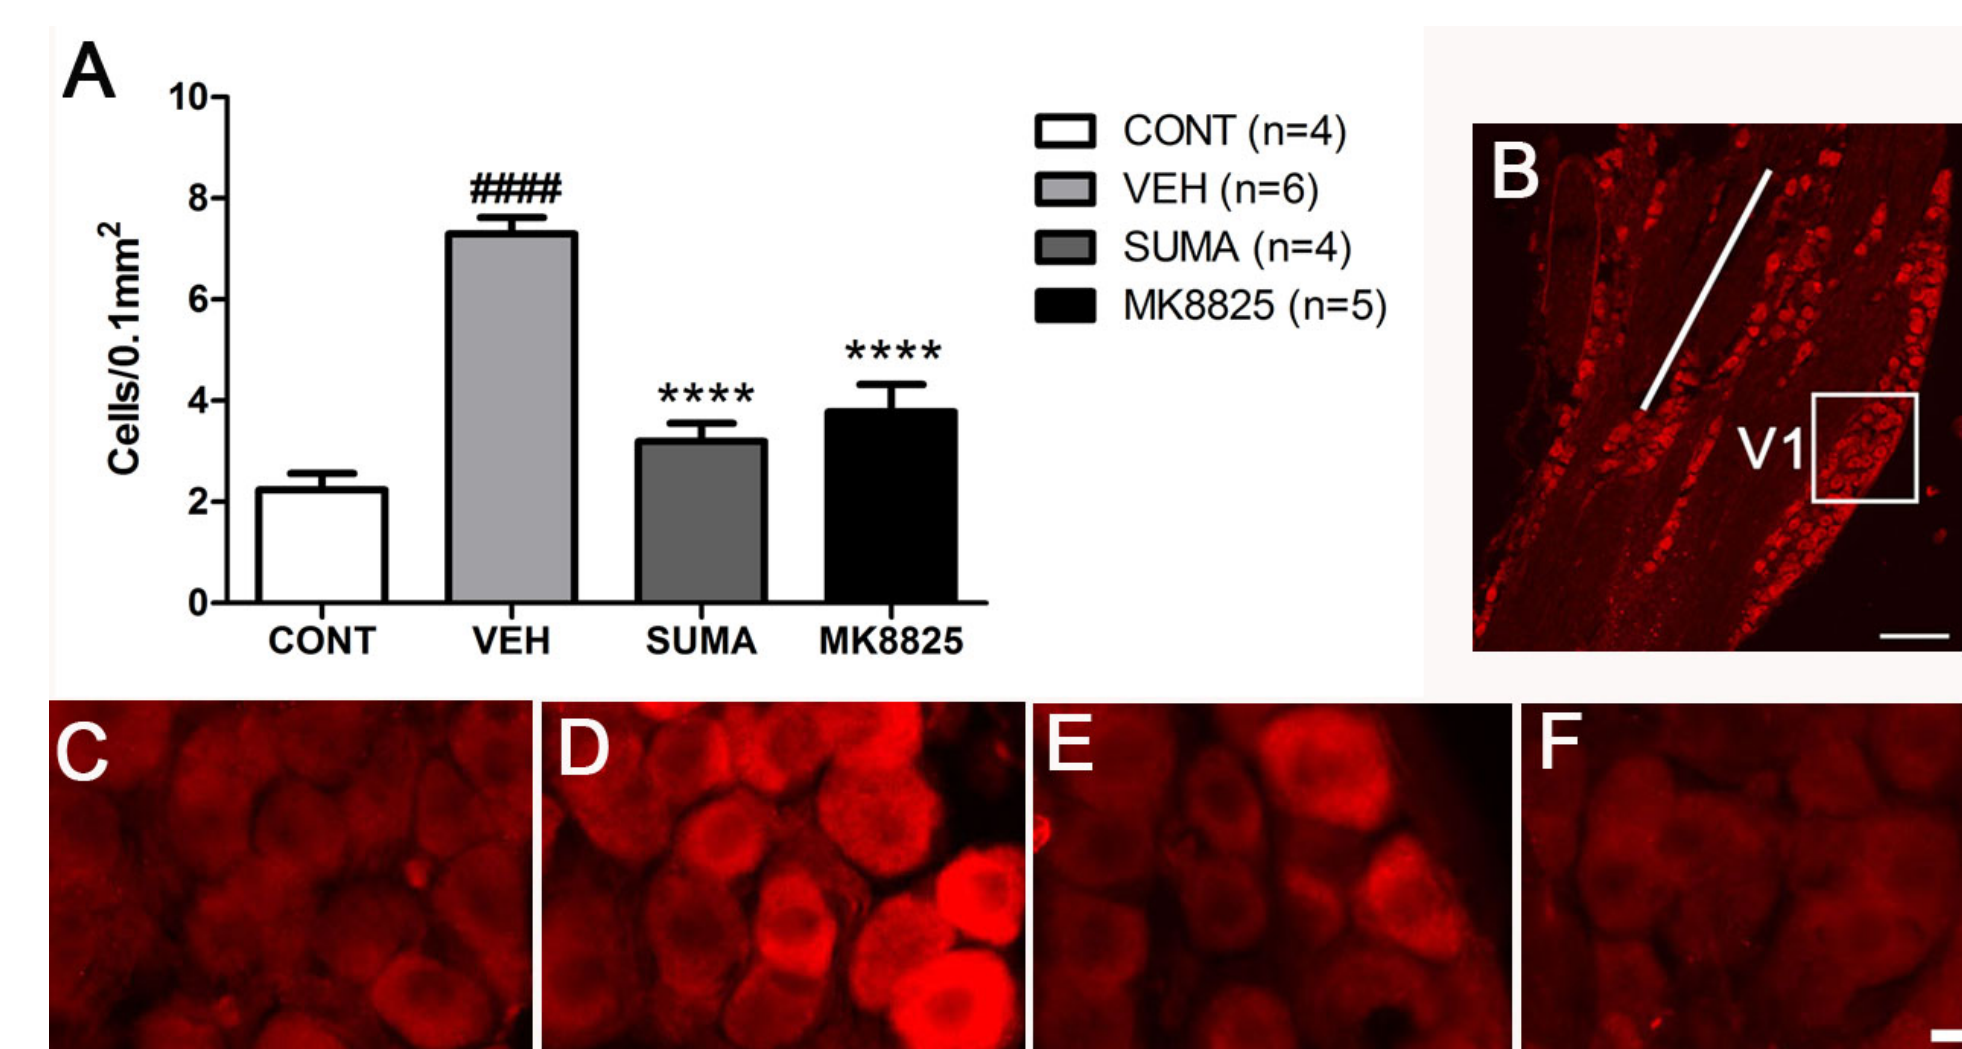 A
10
8
6
4
2
0
Cells/0.1mm²
####
****
****
CONT
VEH
SUMA
MK8825
CONT (n=4)
VEH (n=6)
SUMA (n=4)
MK8825 (n=5)
B
V1
C
D
E
F